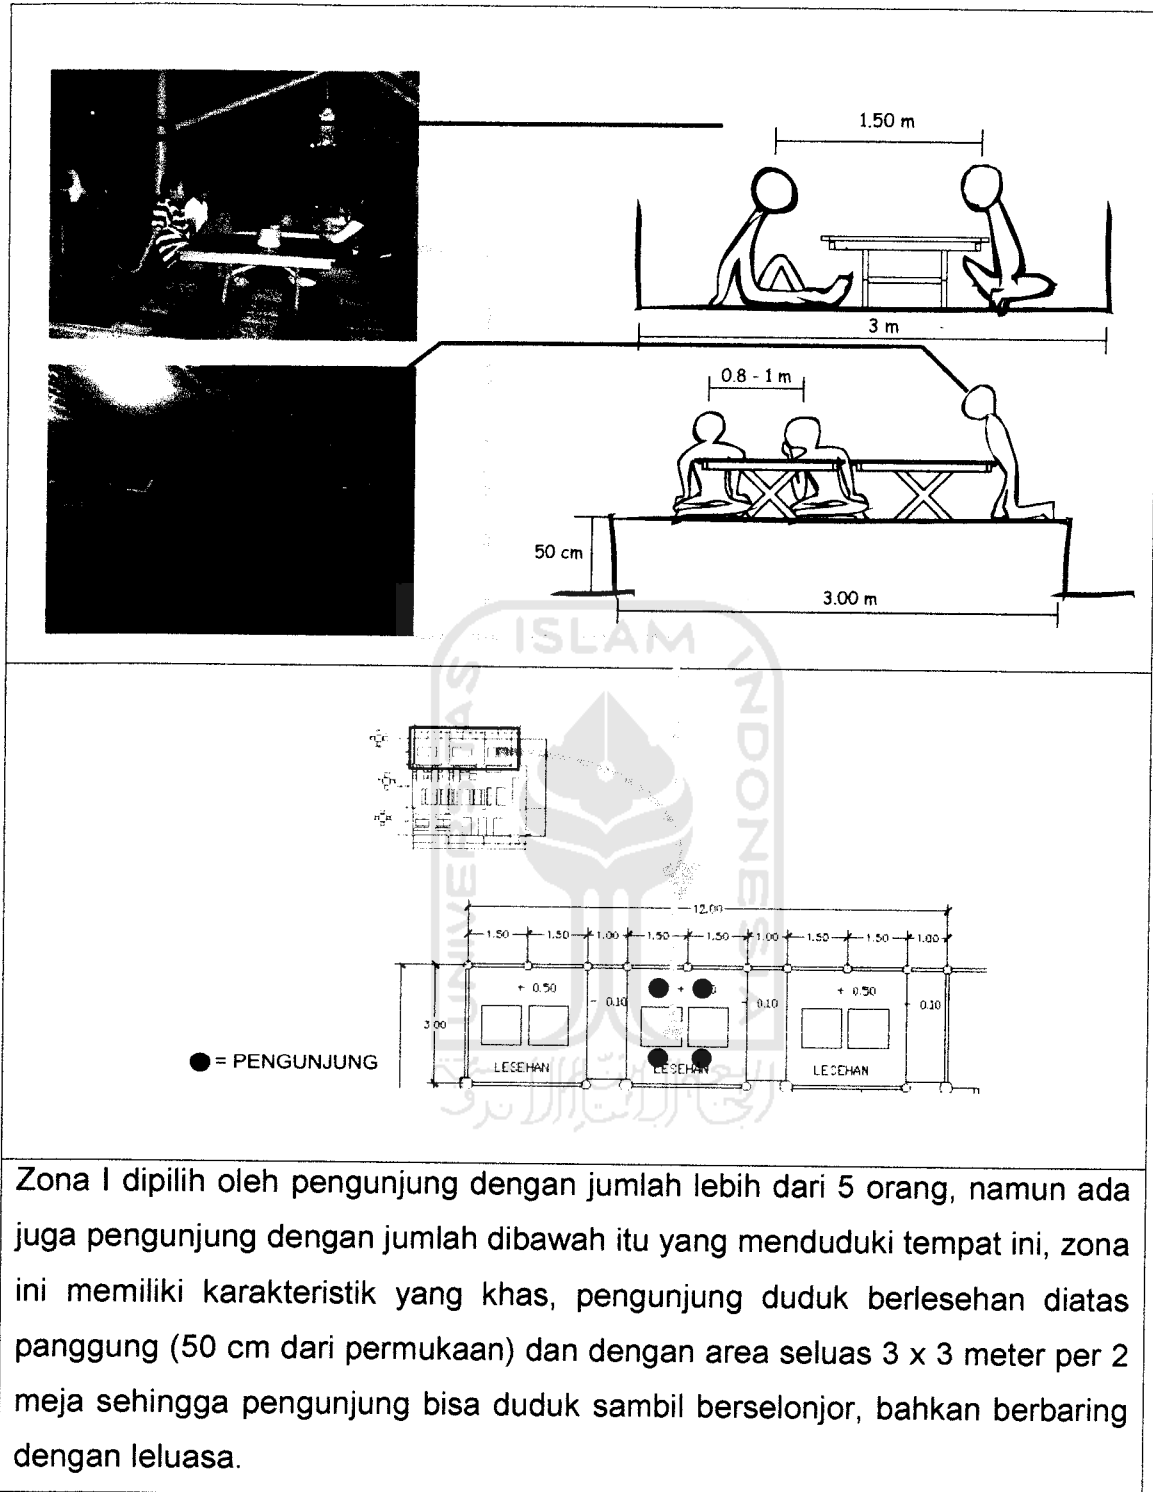 1.50 m
3 m
0.8 - 1 m
50 cm
3.00 m
UNIVERSITAS ISLAM INDONESIA
12.00
1.50 1.50 1.00 1.50 1.50 1.00 1.50 1.50 1.00
+ 0.50 + + 0.50
- 0.10 0.10 0.10
3.00
● = PENGUNJUNG
LESEHAN LESEHAN LESEHAN
Zona I dipilih oleh pengunjung dengan jumlah lebih dari 5 orang, namun ada
juga pengunjung dengan jumlah dibawah itu yang menduduki tempat ini, zona
ini memiliki karakteristik yang khas, pengunjung duduk berlesehan diatas
panggung (50 cm dari permukaan) dan dengan area seluas 3 x 3 meter per 2
meja sehingga pengunjung bisa duduk sambil berselonjor, bahkan berbaring
dengan leluasa.